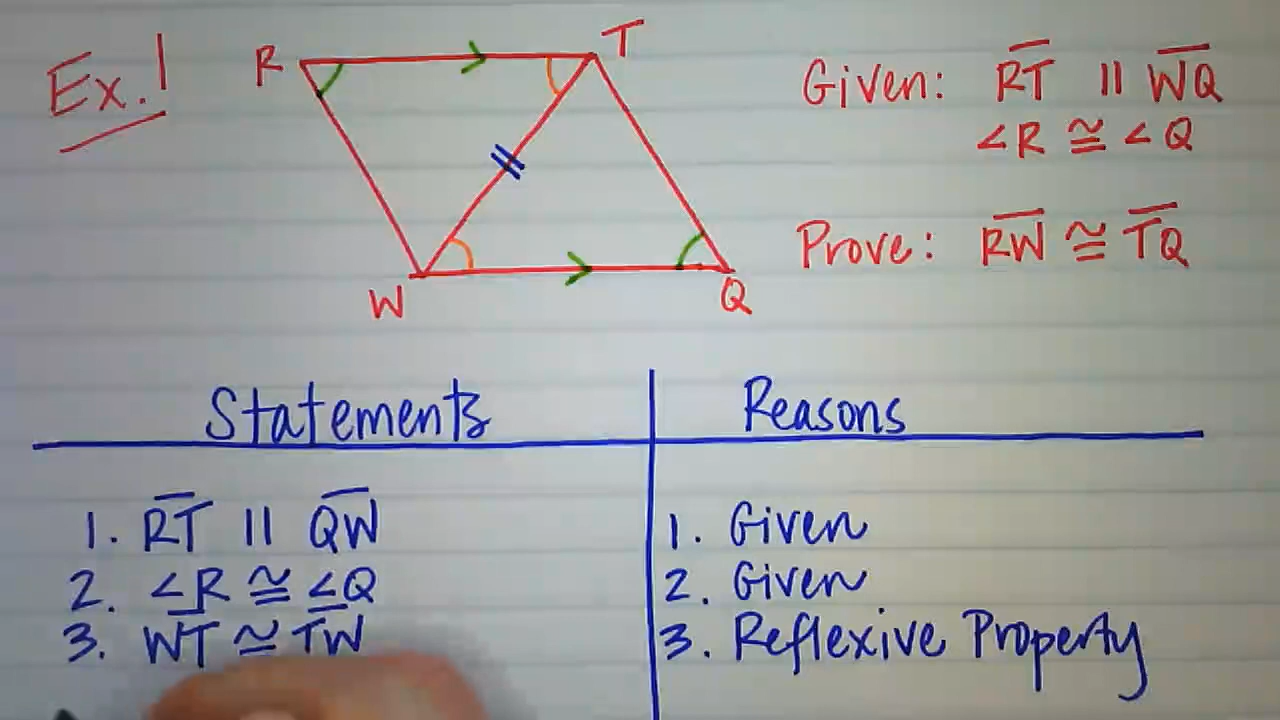 Ex. 1
R
T
W
Q
Given: RT || WQ
∠R ≅ ∠Q
Prove: RW ≅ TQ
Statements
Reasons
1. RT || QW
1. Given
2. ∠R ≅ ∠Q
2. Given
3. WT ≅ TW
3. Reflexive Property